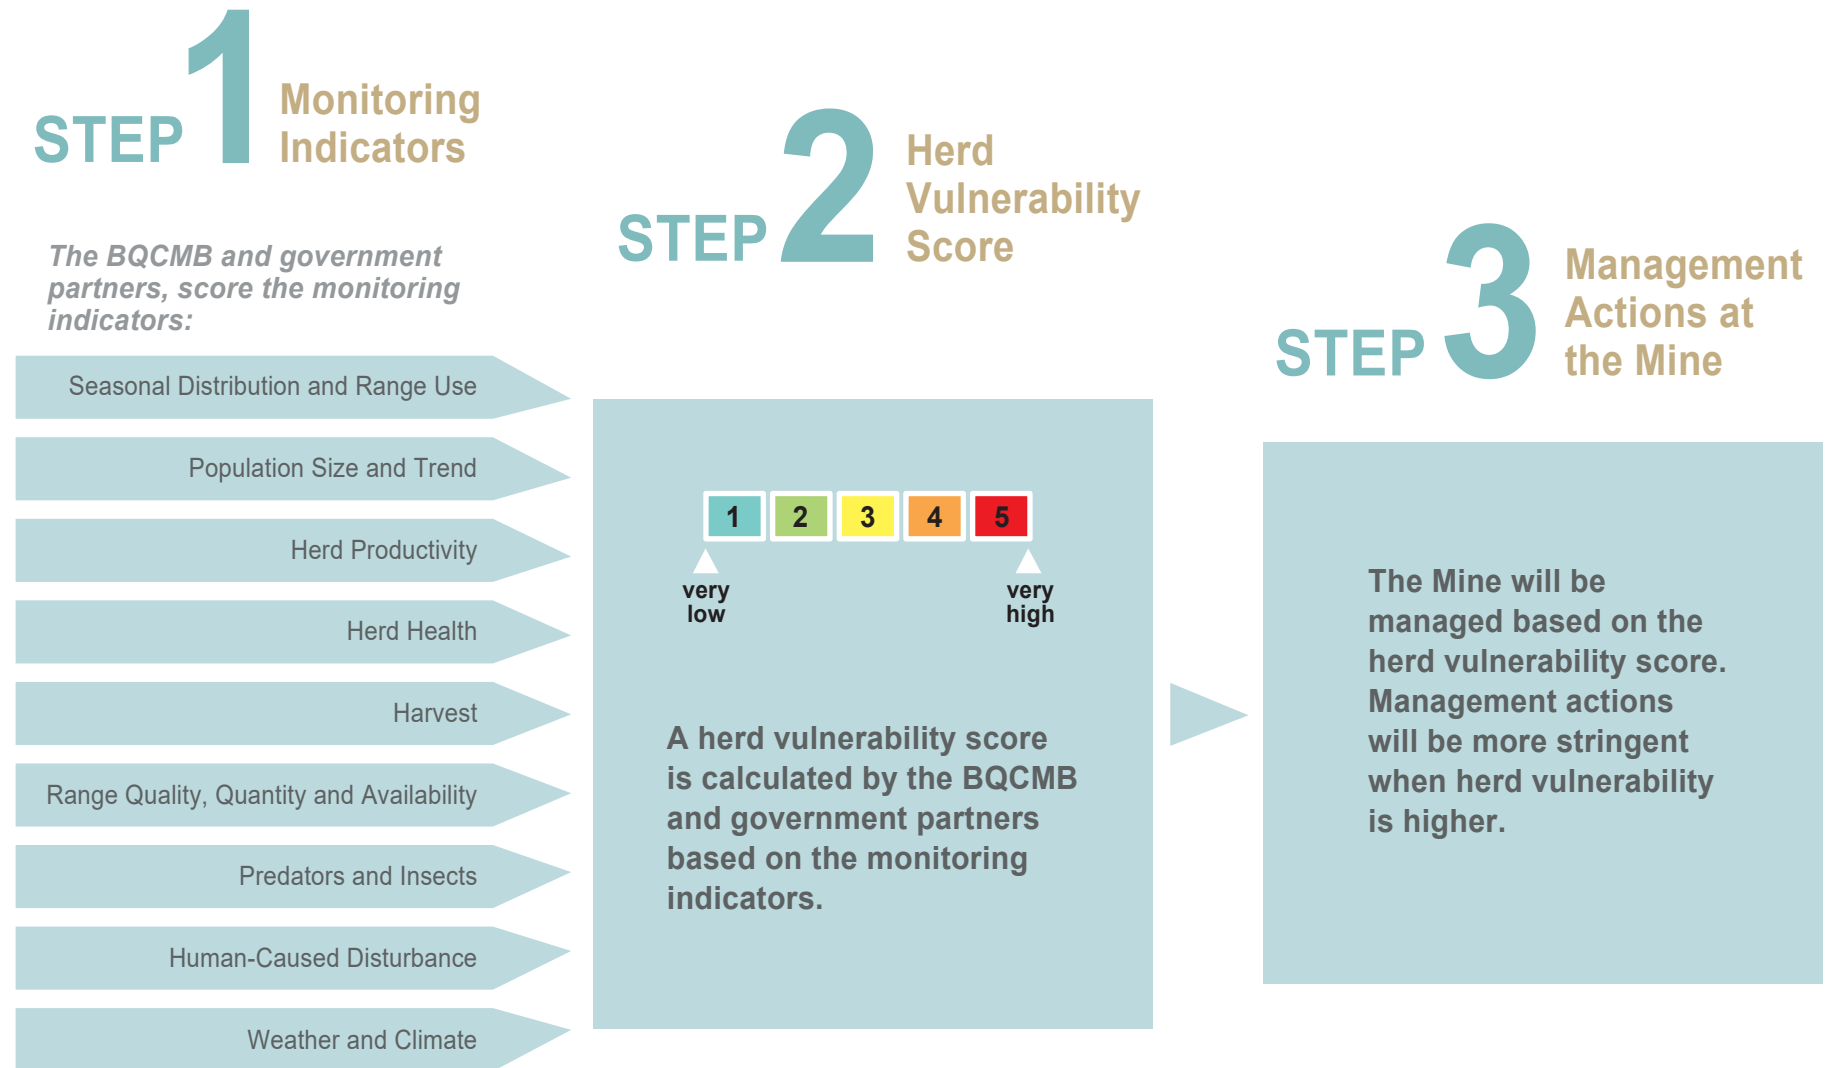 STEP 1
Monitoring
Indicators
The BQCMB and government
partners, score the monitoring
indicators:
Seasonal Distribution and Range Use
Population Size and Trend
Herd Productivity
Herd Health
Harvest
Range Quality, Quantity and Availability
Predators and Insects
Human-Caused Disturbance
Weather and Climate
STEP 2
Herd
Vulnerability
Score
1 2 3 4 5
very
low
very
high
A herd vulnerability score
is calculated by the BQCMB
and government partners
based on the monitoring
indicators.
STEP 3
Management
Actions at
the Mine
The Mine will be
managed based on the
herd vulnerability score.
Management actions
will be more stringent
when herd vulnerability
is higher.